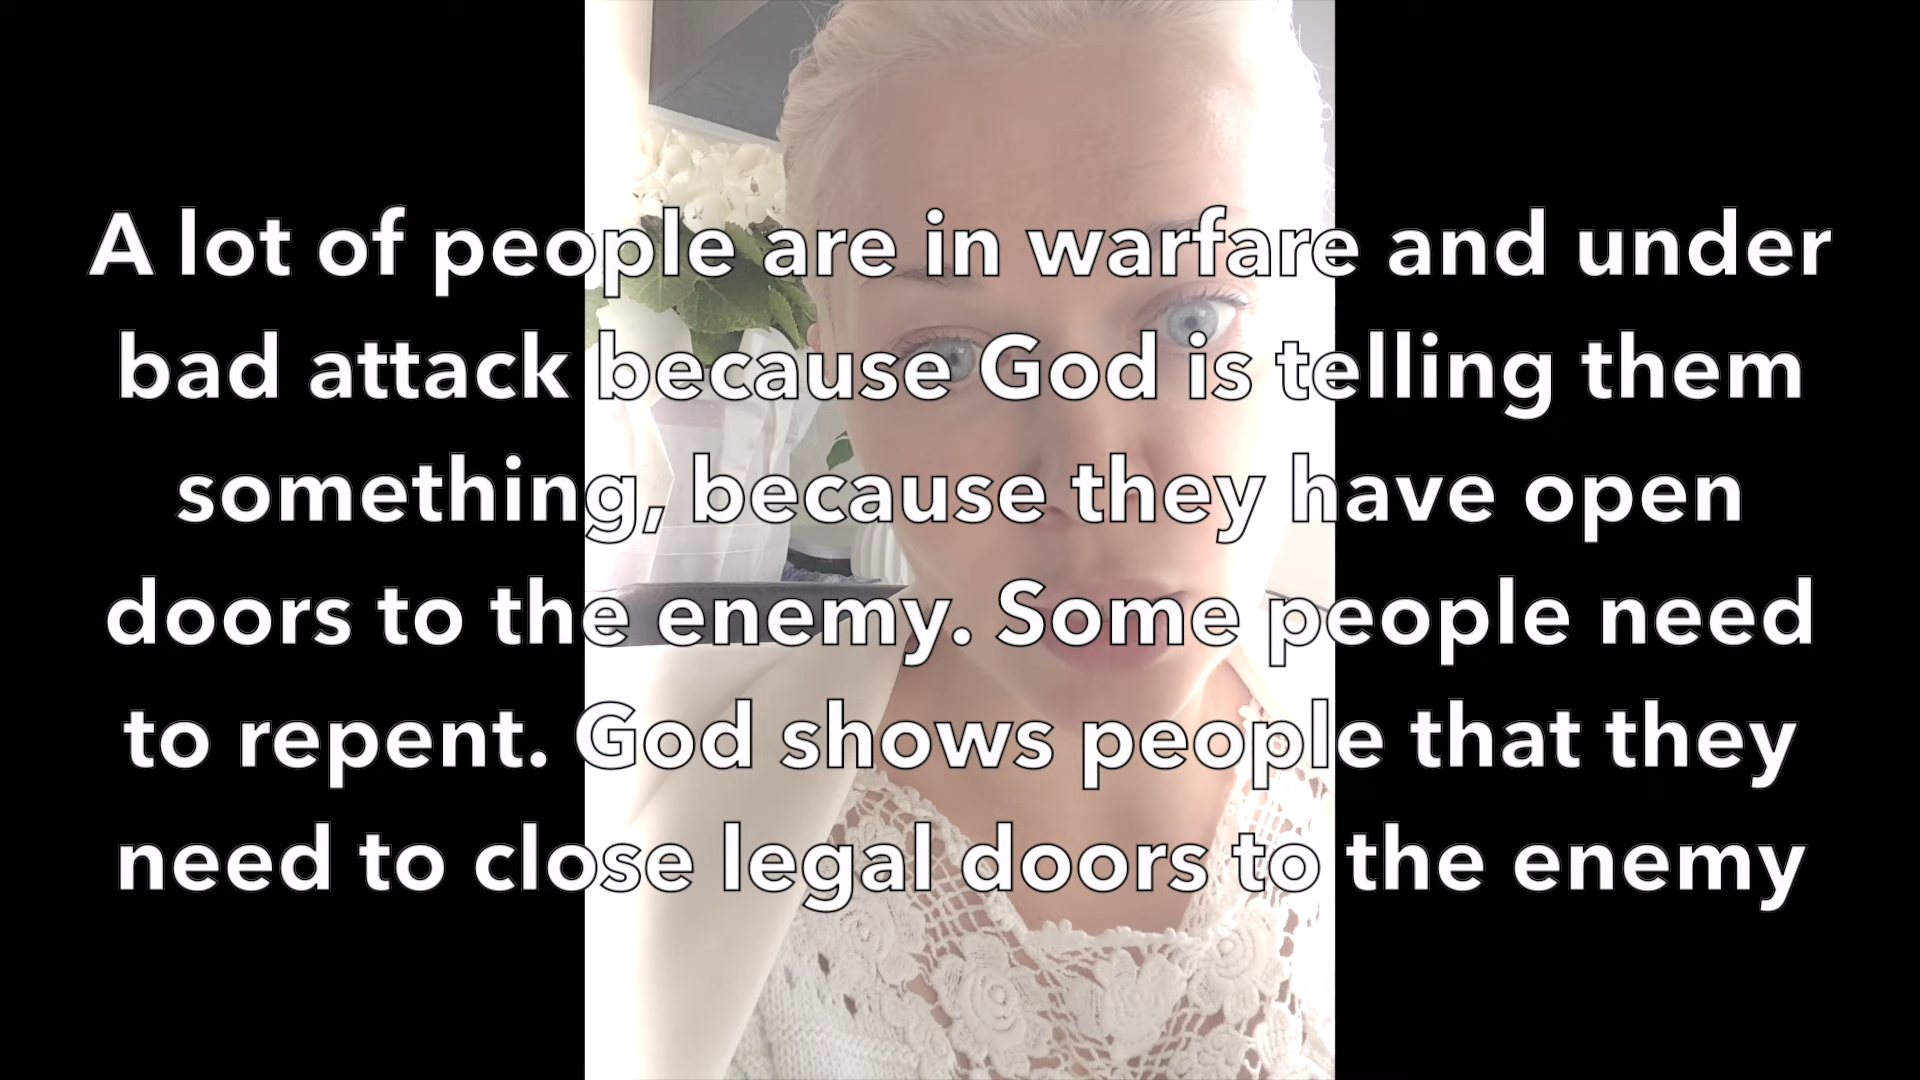 A lot of people are in warfare and under
bad attack because God is telling them
something, because they have open
doors to the enemy. Some people need
to repent. God shows people that they
need to close legal doors to the enemy